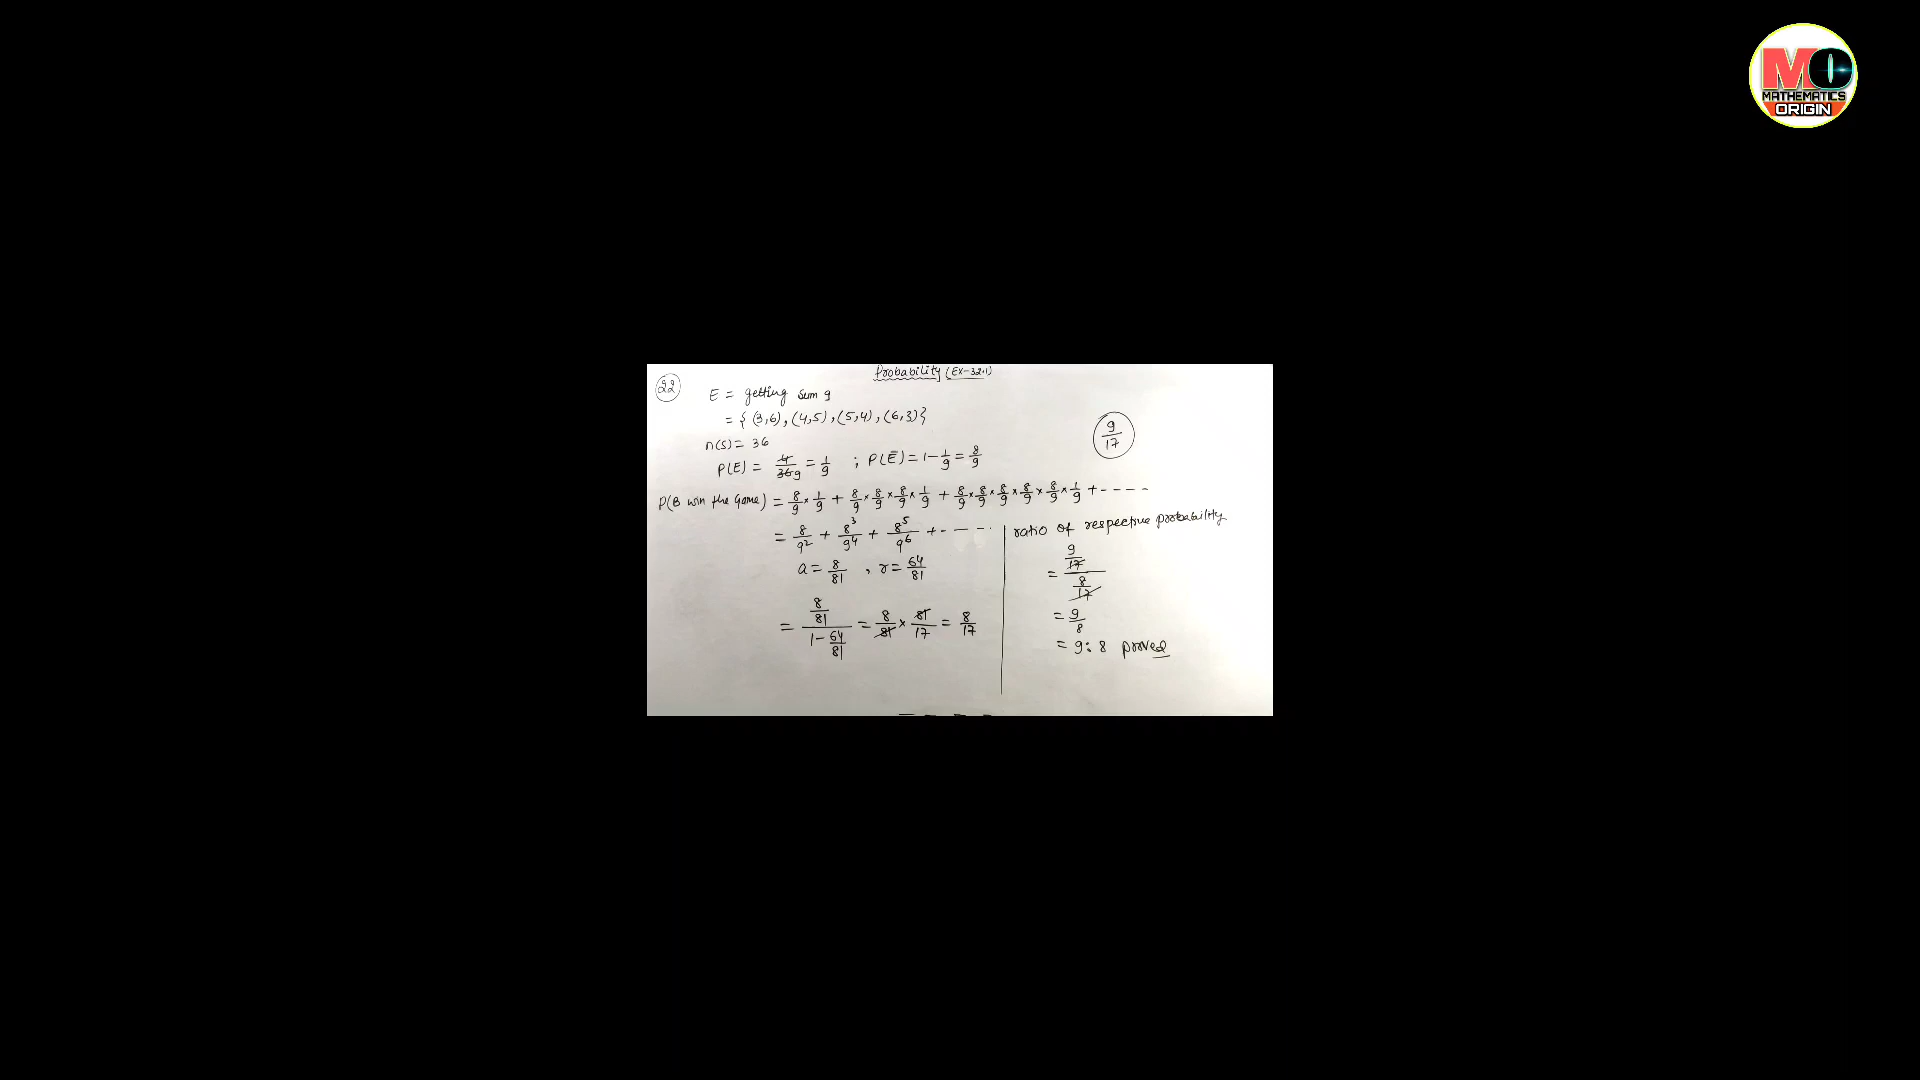 MO
MATHEMATICS
ORIGIN
Probability (EX-32.1)
22
E = getting sum 9
= { (3,6), (4,5), (5,4), (6,3)}
n(S) = 36
P(E) = 4/36 9 = 1/9 ; P(Ē) = 1 - 1/9 = 8/9
9/17
P(B win the Game) = 8/9 × 1/9 + 8/9 × 8/9 × 8/9 × 1/9 + 8/9 × 8/9 × 8/9 × 8/9 × 8/9 × 1/9 + - - - -
= 8/9² + 8³/9⁴ + 8⁵/9⁶ + - - - -
a = 8/81 , r = 64/81
= (8/81)/(1 - 64/81) = 8/81 × 81/17 = 8/17
ratio of respective probability
= (9/17)/(8/17)
= 9/8
= 9:8 proved